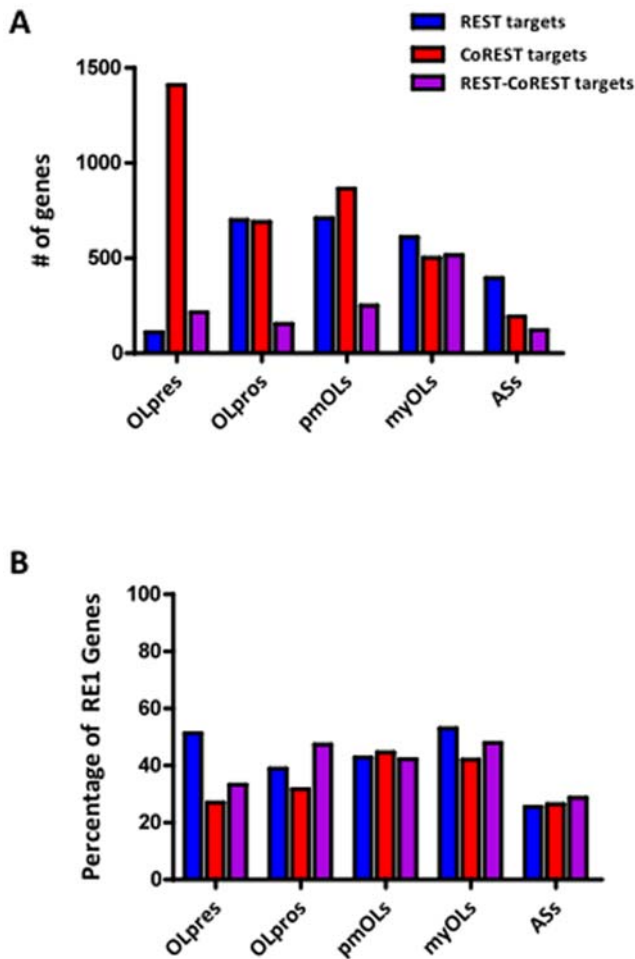 A
REST targets
CoREST targets
REST-CoREST targets
# of genes
1500
1000
500
0
OLpres
OLpros
pmOLs
myOLs
ASs
B
Percentage of RE1 Genes
100
80
60
40
20
0
OLpres
OLpros
pmOLs
myOLs
ASs